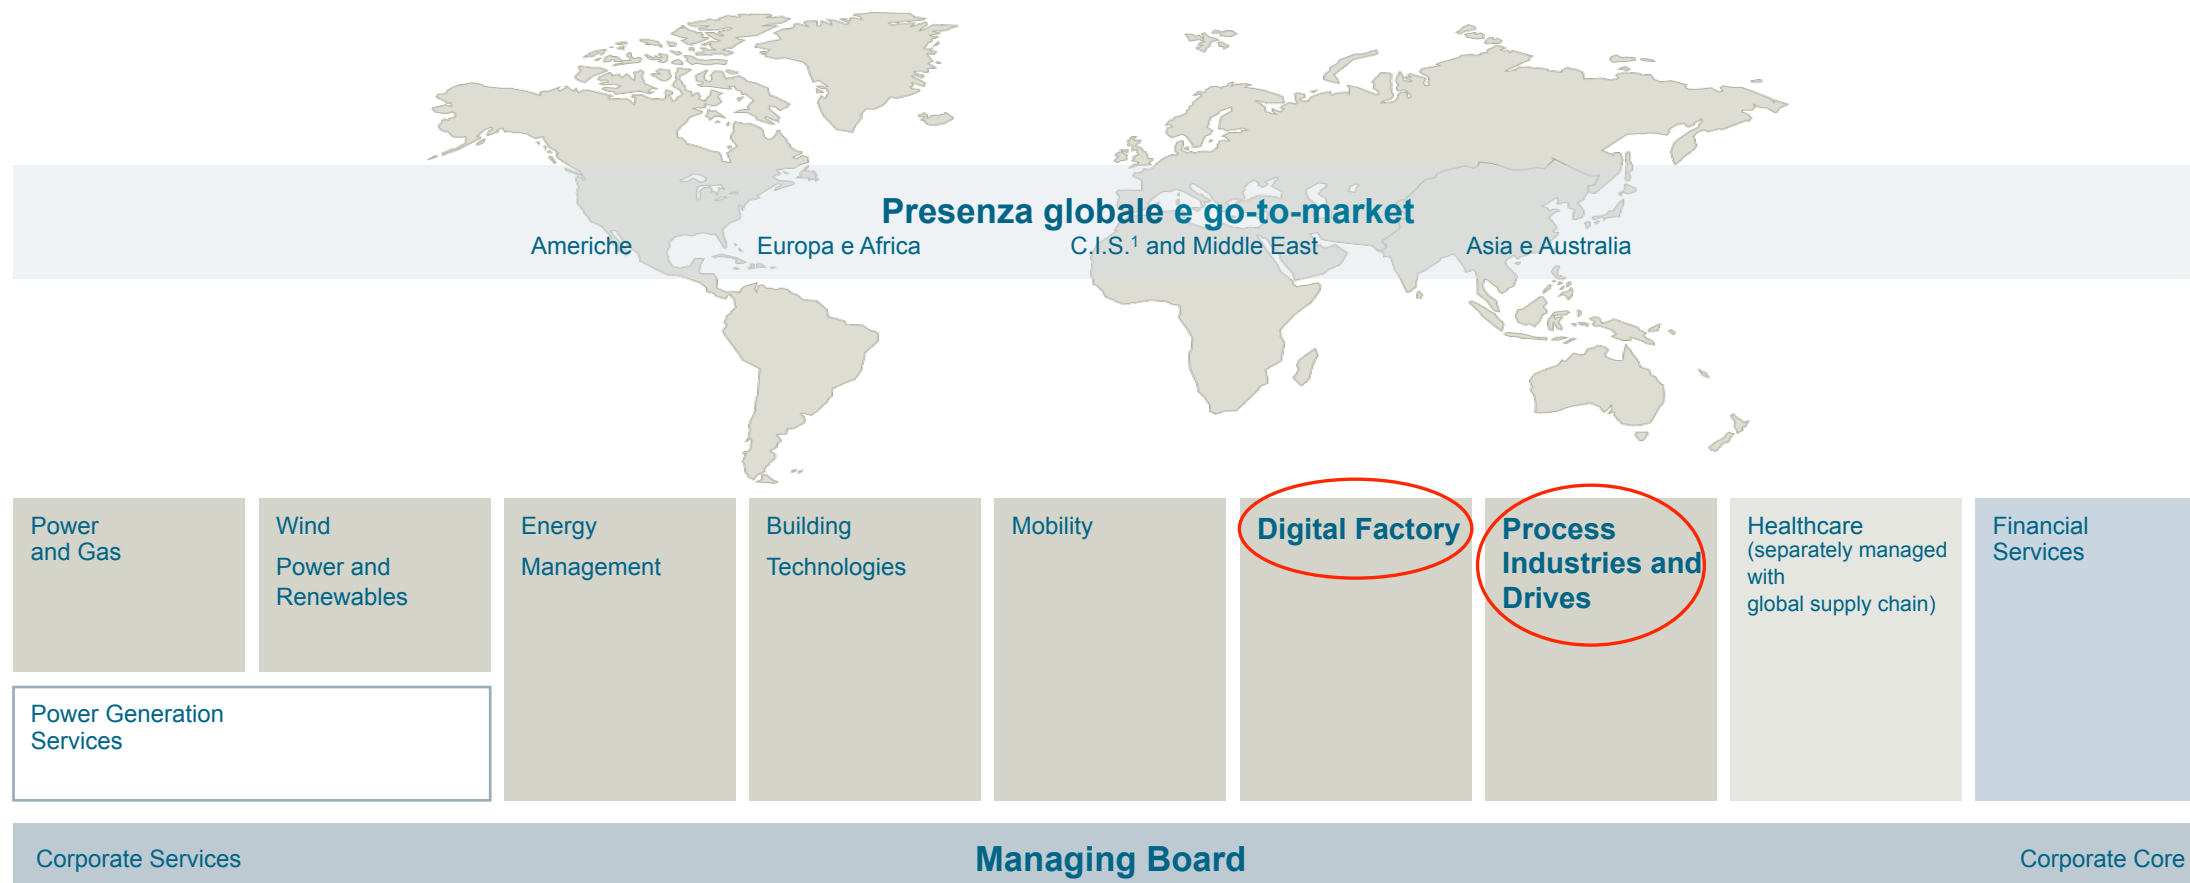 Presenza globale e go-to-market
Americhe
Europa e Africa
C.I.S.¹ and Middle East
Asia e Australia
Power
and Gas
Wind
Power and
Renewables
Energy
Management
Building
Technologies
Mobility
Digital Factory
Process
Industries and
Drives
Healthcare
(separately managed
with
global supply chain)
Financial
Services
Power Generation
Services
Corporate Services
Managing Board
Corporate Core